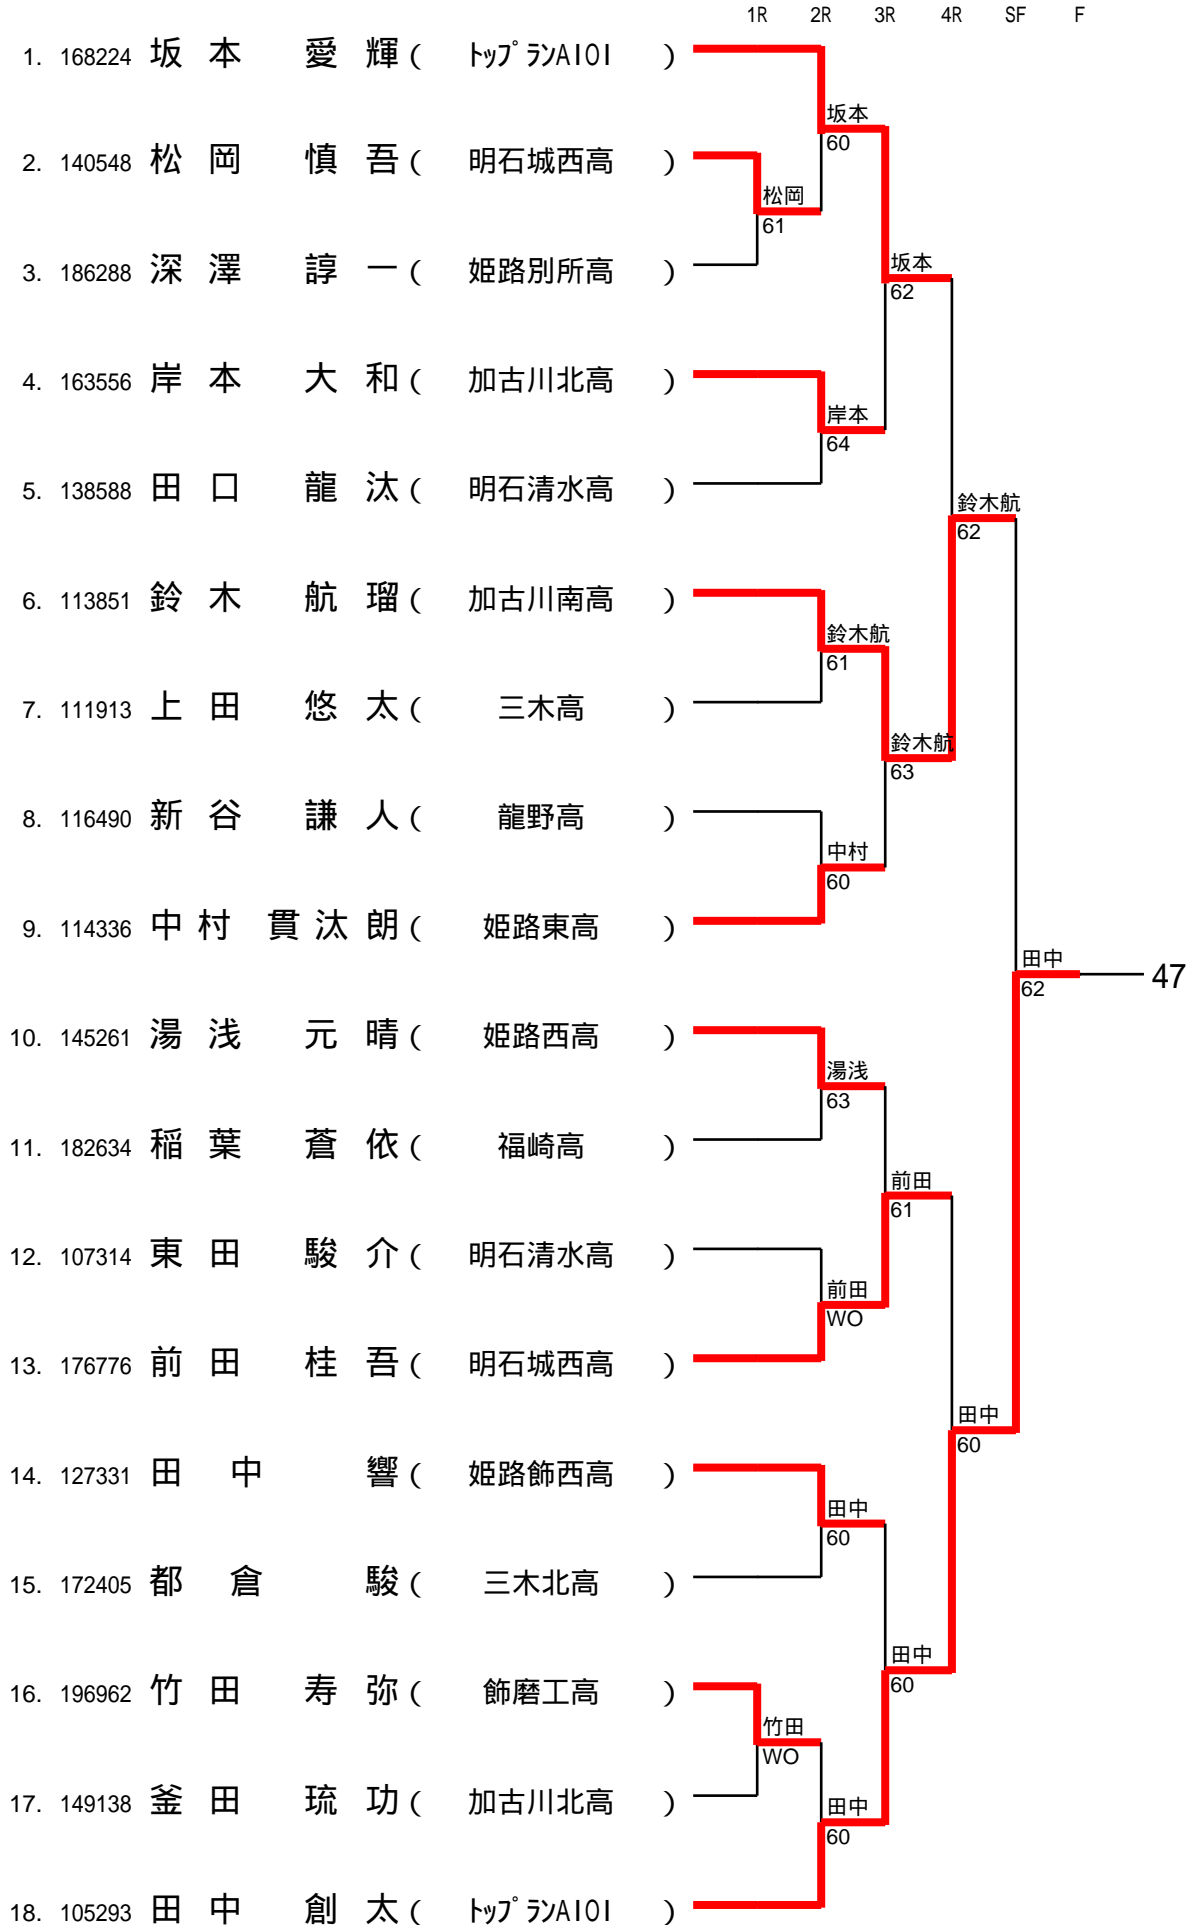 1R 2R 3R 4R SF F
1. 168224 坂 本 愛 輝 ( トップランAIOI )
坂本
60
2. 140548 松 岡 慎 吾 ( 明石城西高 )
松岡
61
3. 186288 深 澤 諄 一 ( 姫路別所高 )
坂本
62
4. 163556 岸 本 大 和 ( 加古川北高 )
岸本
64
5. 138588 田 口 龍 汰 ( 明石清水高 )
鈴木航
62
6. 113851 鈴 木 航 瑠 ( 加古川南高 )
鈴木航
61
7. 111913 上 田 悠 太 ( 三木高 )
鈴木航
63
8. 116490 新 谷 謙 人 ( 龍野高 )
中村
60
9. 114336 中 村 貫 汰 朗 ( 姫路東高 )
田中
62
47
10. 145261 湯 浅 元 晴 ( 姫路西高 )
湯浅
63
11. 182634 稲 葉 蒼 依 ( 福崎高 )
前田
61
12. 107314 東 田 駿 介 ( 明石清水高 )
前田
WO
13. 176776 前 田 桂 吾 ( 明石城西高 )
田中
60
14. 127331 田 中 響 ( 姫路飾西高 )
田中
60
15. 172405 都 倉 駿 ( 三木北高 )
田中
60
16. 196962 竹 田 寿 弥 ( 飾磨工高 )
竹田
WO
17. 149138 釜 田 琉 功 ( 加古川北高 )
田中
60
18. 105293 田 中 創 太 ( トップランAIOI )